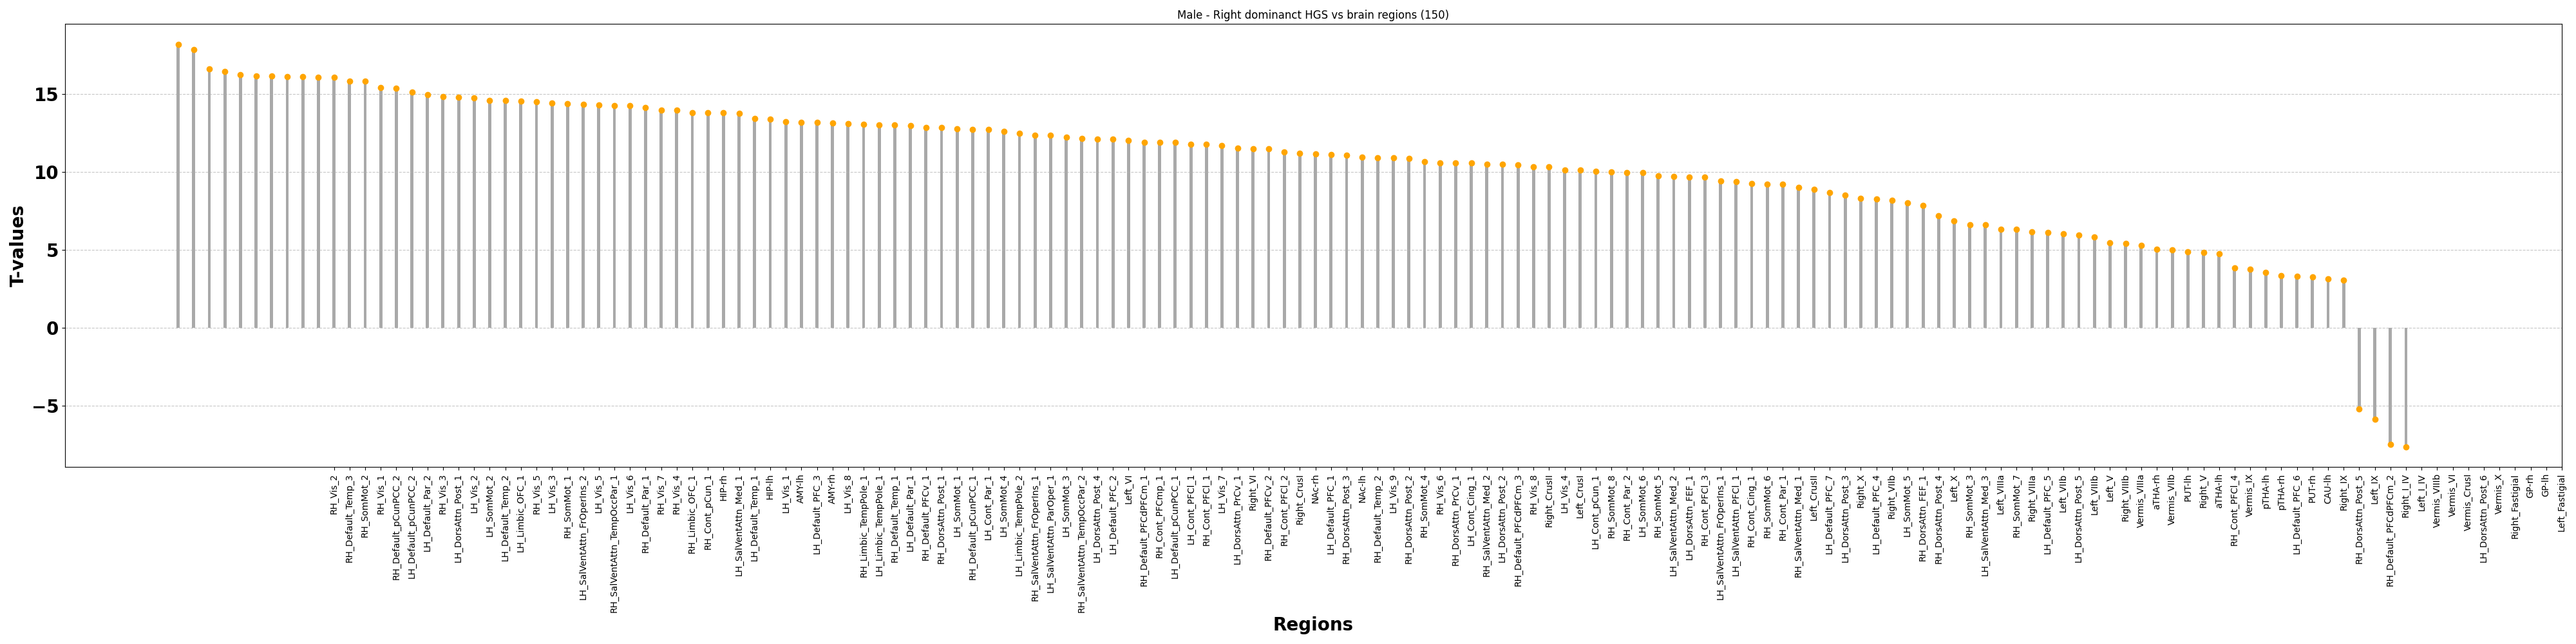 Male - Right dominanct HGS vs brain regions (150)
T-values
15
10
5
0
−5
RH_Vis_2
RH_Default_Temp_3
RH_SomMot_2
RH_Vis_1
RH_Default_pCunPCC_2
LH_Default_pCunPCC_2
LH_Default_Par_2
RH_Vis_3
LH_DorsAttn_Post_1
LH_Vis_2
LH_SomMot_2
LH_Default_Temp_2
LH_Limbic_OFC_1
RH_Vis_5
LH_Vis_3
RH_SomMot_1
LH_SalVentAttn_FrOperIns_2
LH_Vis_5
RH_SalVentAttn_TempOccPar_1
LH_Vis_6
RH_Default_Par_1
RH_Vis_7
RH_Vis_4
RH_Limbic_OFC_1
RH_Cont_pCun_1
HIP-rh
LH_SalVentAttn_Med_1
LH_Default_Temp_1
HIP-lh
LH_Vis_1
AMY-lh
LH_Default_PFC_3
AMY-rh
LH_Vis_8
RH_Limbic_TempPole_1
LH_Limbic_TempPole_1
RH_Default_Temp_1
LH_Default_Par_1
RH_Default_PFCv_1
RH_DorsAttn_Post_1
LH_SomMot_1
RH_Default_pCunPCC_1
LH_Cont_Par_1
LH_SomMot_4
LH_Limbic_TempPole_2
RH_SalVentAttn_FrOperIns_1
LH_SalVentAttn_ParOper_1
LH_SomMot_3
RH_SalVentAttn_TempOccPar_2
LH_DorsAttn_Post_4
LH_Default_PFC_2
Left_VI
RH_Default_PFCdPFCm_1
RH_Cont_PFCmp_1
LH_Default_pCunPCC_1
LH_Cont_PFCl_1
RH_Cont_PFCl_1
LH_Vis_7
LH_DorsAttn_PrCv_1
Right_VI
RH_Default_PFCv_2
RH_Cont_PFCl_2
Right_CrusI
NAc-rh
LH_Default_PFC_1
RH_DorsAttn_Post_3
NAc-lh
RH_Default_Temp_2
LH_Vis_9
RH_DorsAttn_Post_2
RH_SomMot_4
RH_Vis_6
RH_DorsAttn_PrCv_1
LH_Cont_Cing_1
RH_SalVentAttn_Med_2
LH_DorsAttn_Post_2
RH_Default_PFCdPFCm_3
RH_Vis_8
Right_CrusII
LH_Vis_4
Left_CrusI
LH_Cont_pCun_1
RH_SomMot_8
RH_Cont_Par_2
LH_SomMot_6
RH_SomMot_5
LH_SalVentAttn_Med_2
LH_DorsAttn_FEF_1
RH_Cont_PFCl_3
LH_SalVentAttn_FrOperIns_1
LH_SalVentAttn_PFCl_1
RH_Cont_Cing_1
RH_SomMot_6
RH_Cont_Par_1
RH_SalVentAttn_Med_1
Left_CrusII
LH_Default_PFC_7
LH_DorsAttn_Post_3
Right_X
LH_Default_PFC_4
Right_VIIb
LH_SomMot_5
RH_DorsAttn_FEF_1
RH_DorsAttn_Post_4
Left_X
RH_SomMot_3
LH_SalVentAttn_Med_3
Left_VIIIa
RH_SomMot_7
Right_VIIIa
LH_Default_PFC_5
Left_VIIb
LH_DorsAttn_Post_5
Left_VIIIb
Left_V
Right_VIIIb
Vermis_VIIIa
aTHA-rh
Vermis_VIIb
PUT-lh
Right_V
aTHA-lh
RH_Cont_PFCl_4
Vermis_IX
pTHA-lh
pTHA-rh
LH_Default_PFC_6
PUT-rh
CAU-lh
Right_IX
RH_DorsAttn_Post_5
Left_IX
RH_Default_PFCdPFCm_2
Right_I_IV
Left_I_IV
Vermis_VIIIb
Vermis_VI
Vermis_CrusII
LH_DorsAttn_Post_6
Vermis_X
Right_Fastigial
GP-rh
GP-lh
Left_Fastigial
Regions